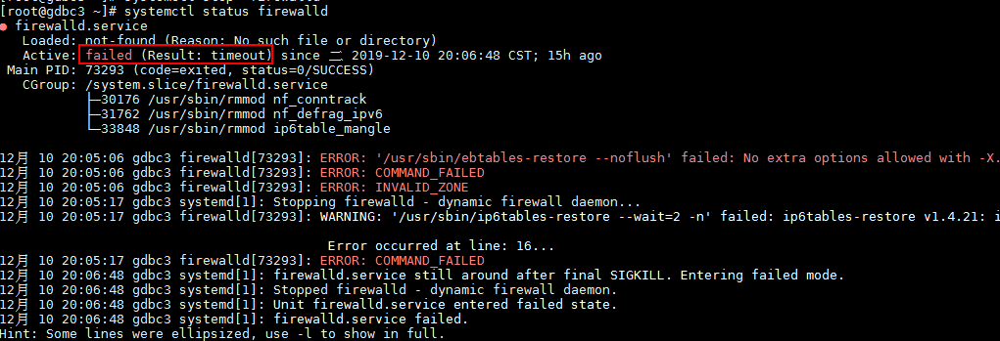 [root@gdbc3 ~]# systemctl status firewalld
● firewalld.service
Loaded: not-found (Reason: No such file or directory)
Active: failed (Result: timeout) since 二 2019-12-10 20:06:48 CST; 15h ago
Main PID: 73293 (code=exited, status=0/SUCCESS)
CGroup: /system.slice/firewalld.service
├─30176 /usr/sbin/rmmod nf_conntrack
├─31762 /usr/sbin/rmmod nf_defrag_ipv6
└─33848 /usr/sbin/rmmod ip6table_mangle
12月 10 20:05:06 gdbc3 firewalld[73293]: ERROR: '/usr/sbin/ebtables-restore --noflush' failed: No extra options allowed with -X.
12月 10 20:05:06 gdbc3 firewalld[73293]: ERROR: COMMAND_FAILED
12月 10 20:05:06 gdbc3 firewalld[73293]: ERROR: INVALID_ZONE
12月 10 20:05:17 gdbc3 systemd[1]: Stopping firewalld - dynamic firewall daemon...
12月 10 20:05:17 gdbc3 firewalld[73293]: WARNING: '/usr/sbin/ip6tables-restore --wait=2 -n' failed: ip6tables-restore v1.4.21: i
Error occurred at line: 16...
12月 10 20:05:17 gdbc3 firewalld[73293]: ERROR: COMMAND_FAILED
12月 10 20:06:48 gdbc3 systemd[1]: firewalld.service still around after final SIGKILL. Entering failed mode.
12月 10 20:06:48 gdbc3 systemd[1]: Stopped firewalld - dynamic firewall daemon.
12月 10 20:06:48 gdbc3 systemd[1]: Unit firewalld.service entered failed state.
12月 10 20:06:48 gdbc3 systemd[1]: firewalld.service failed.
Hint: Some lines were ellipsized, use -l to show in full.